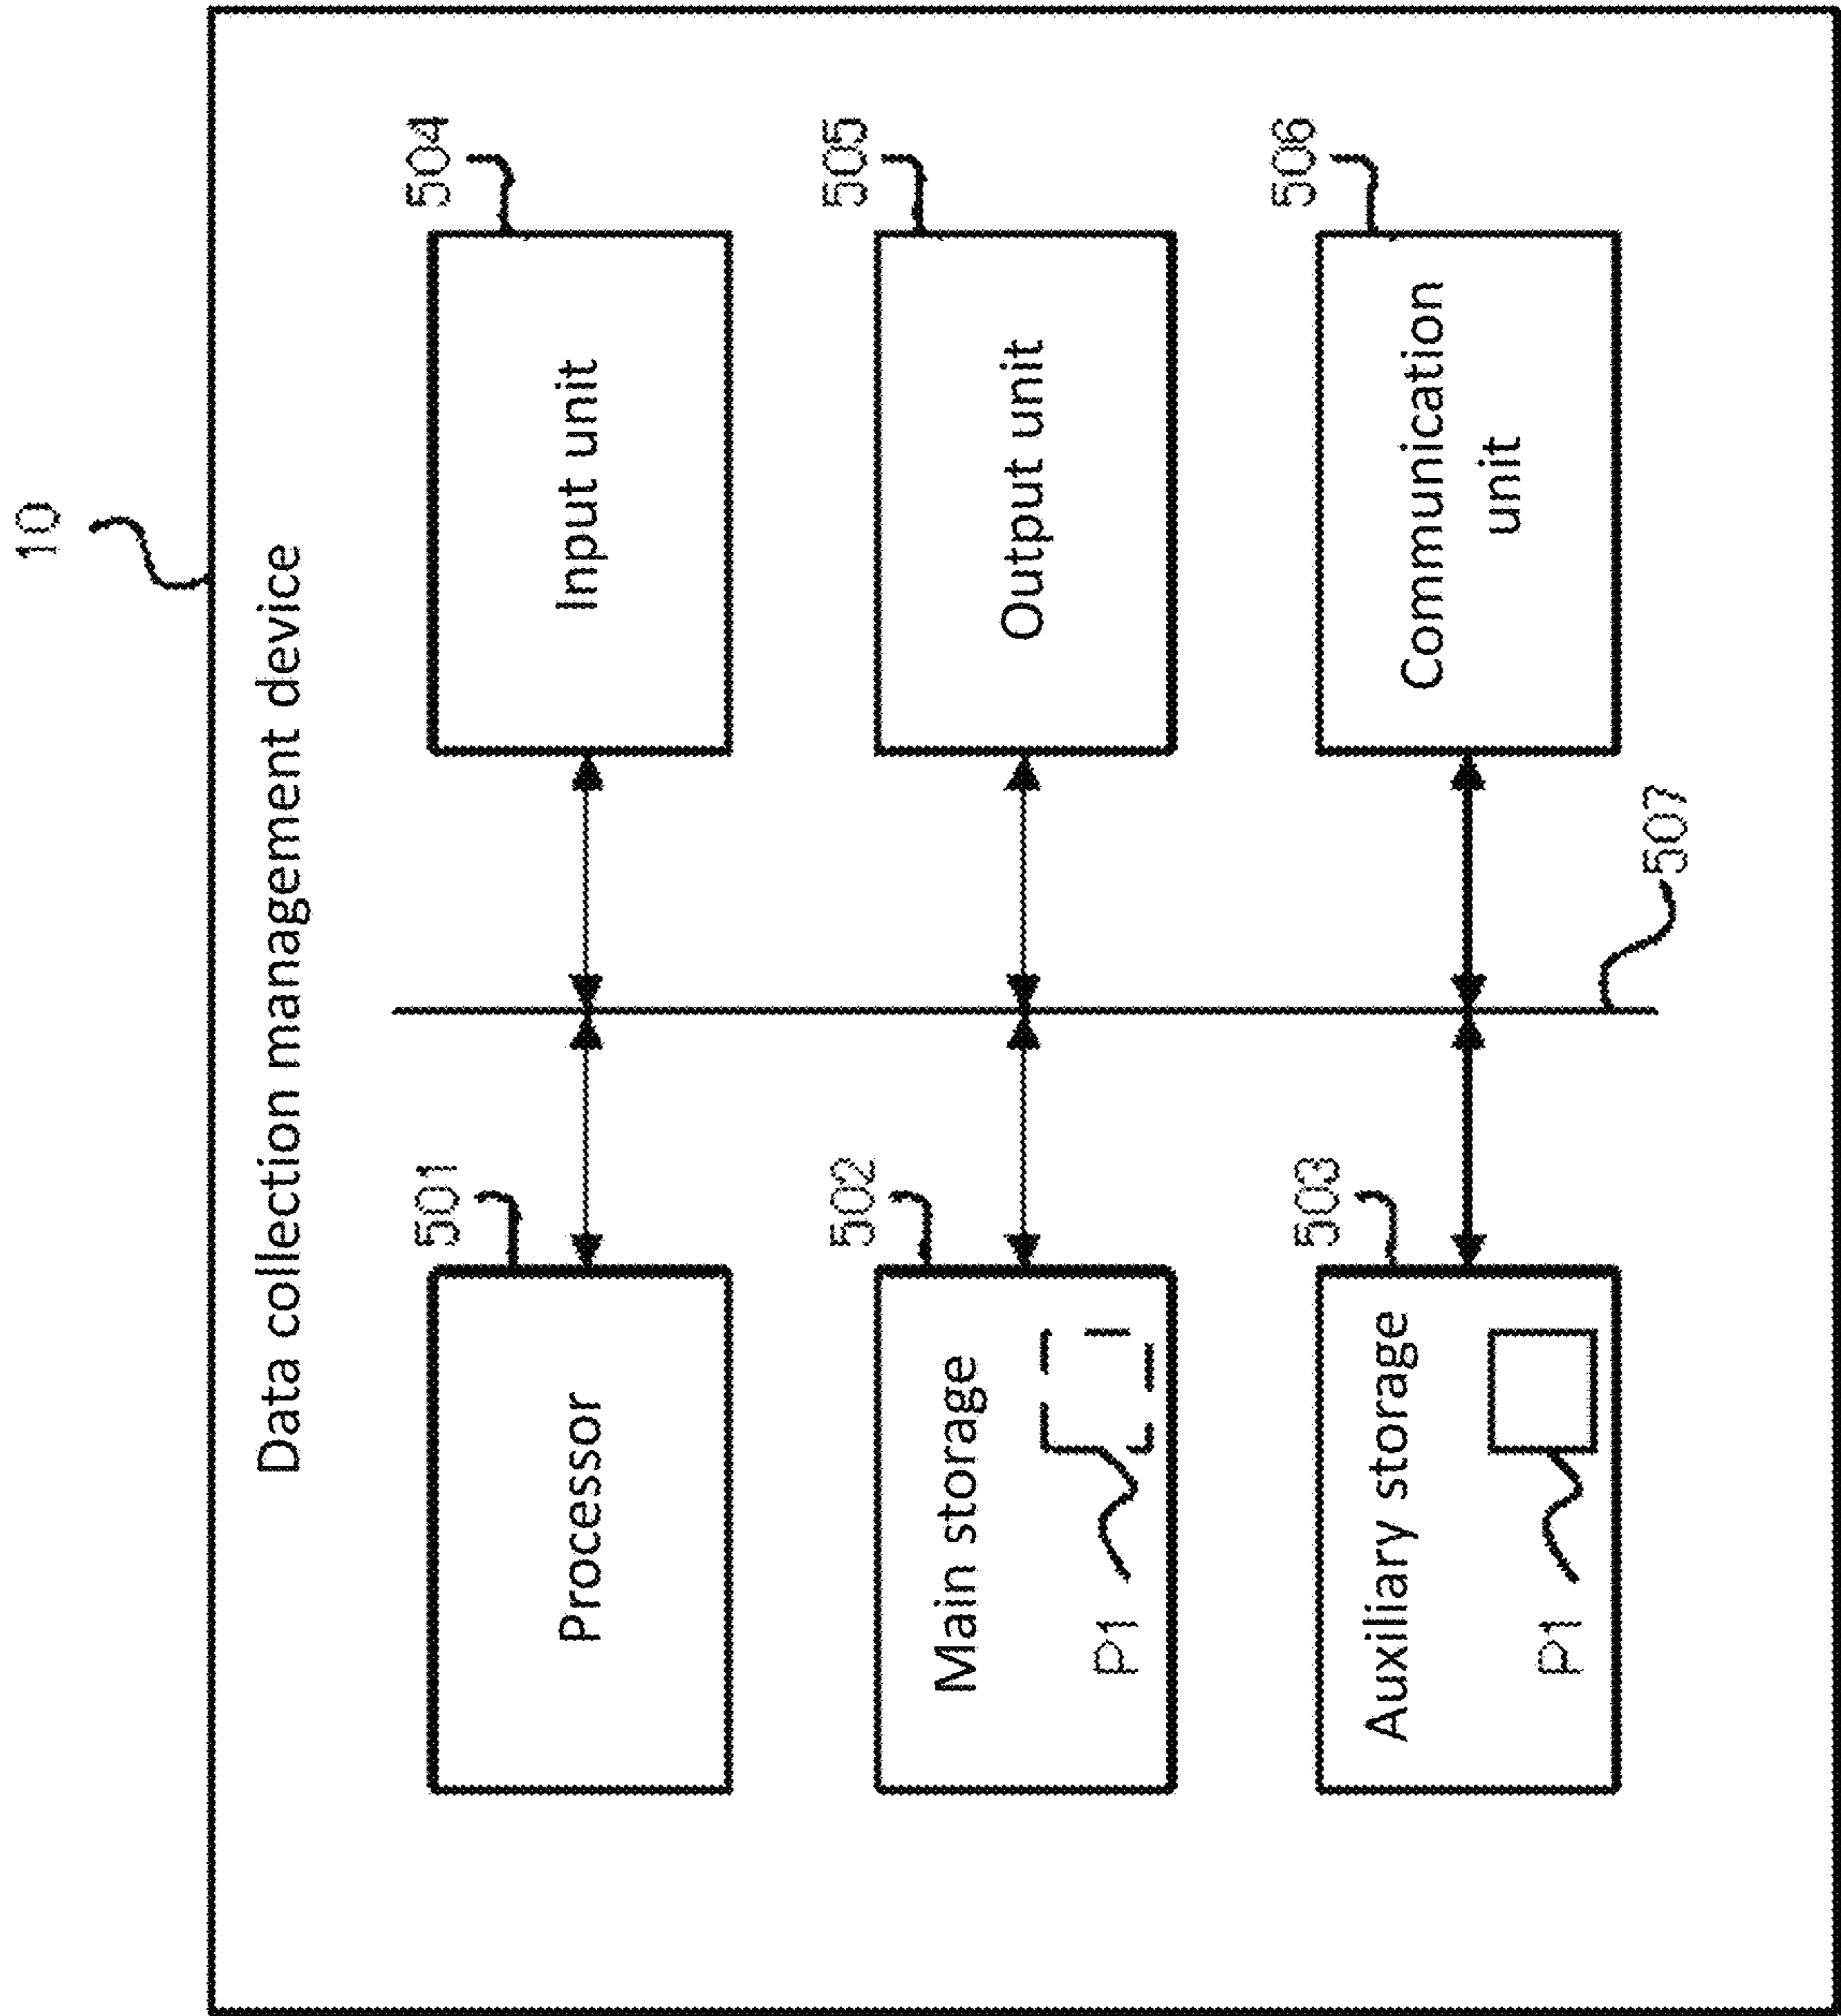 10
Data collection management device
501
Processor
504
Input unit
502
Main storage
P1
505
Output unit
503
Auxiliary storage
P1
506
Communication
unit
507